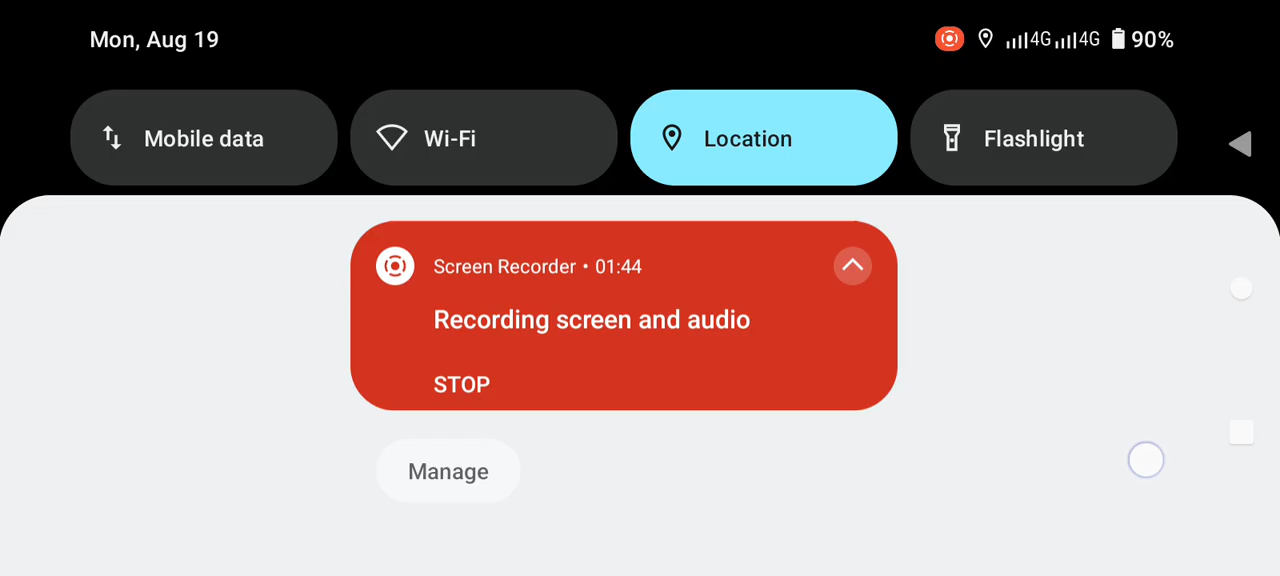 Mon, Aug 19
4G 4G 90%
Mobile data
Wi-Fi
Location
Flashlight
Screen Recorder • 01:44
Recording screen and audio
STOP
Manage